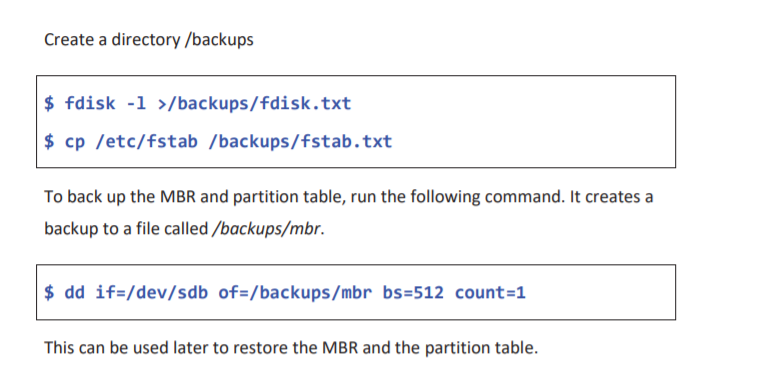 Create a directory /backups
$ fdisk -l >/backups/fdisk.txt
$ cp /etc/fstab /backups/fstab.txt
To back up the MBR and partition table, run the following command. It creates a
backup to a file called /backups/mbr.
$ dd if=/dev/sdb of=/backups/mbr bs=512 count=1
This can be used later to restore the MBR and the partition table.